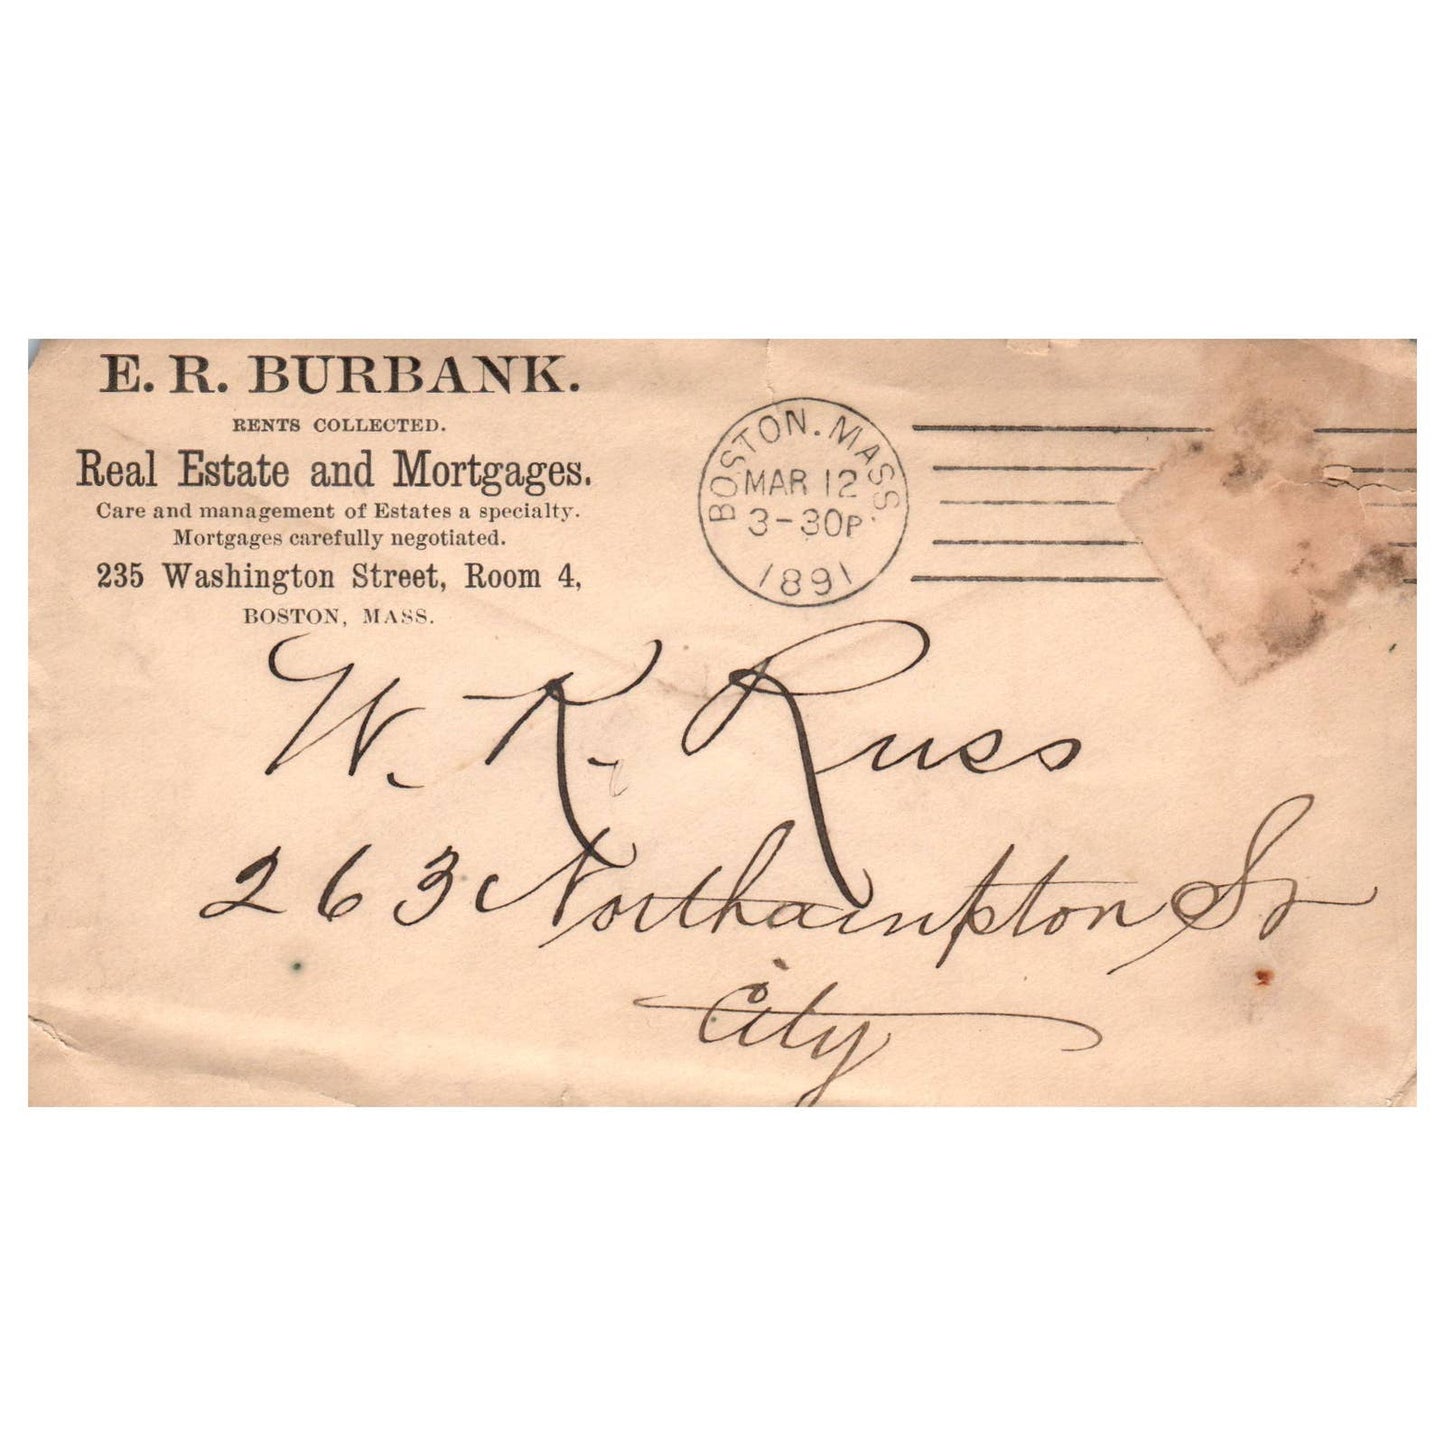 E. R. BURBANK.
RENTS COLLECTED.
Real Estate and Mortgages.
Care and management of Estates a specialty.
Mortgages carefully negotiated.
235 Washington Street, Room 4,
BOSTON, MASS.
BOSTON. MASS.
MAR 12
3-30P
1891
W. K. Russ
263 Northampton St
City